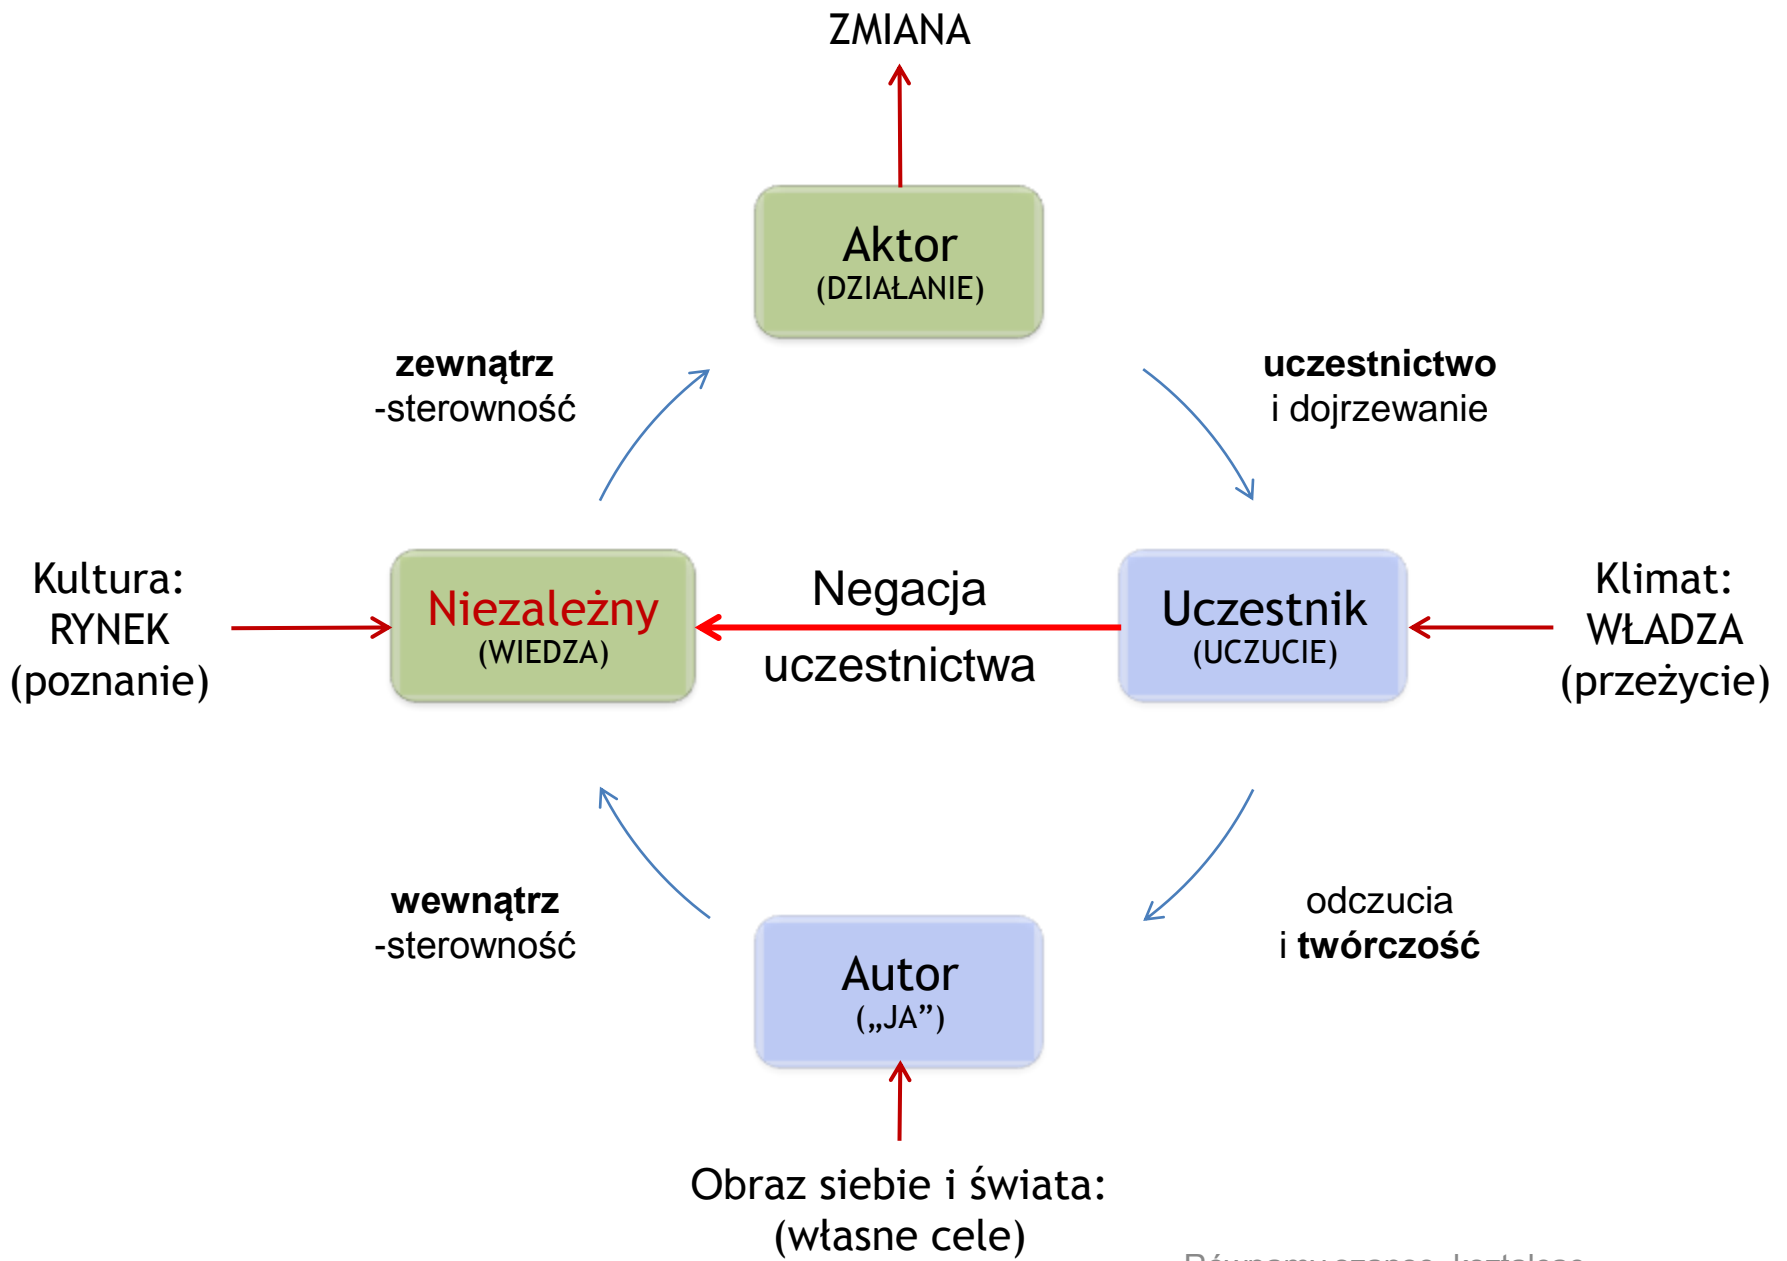 ZMIANA
Aktor
(DZIAŁANIE)
zewnątrz
-sterowność
uczestnictwo
i dojrzewanie
Kultura:
RYNEK
(poznanie)
Niezależny
(WIEDZA)
Negacja
uczestnictwa
Uczestnik
(UCZUCIE)
Klimat:
WŁADZA
(przeżycie)
wewnątrz
-sterowność
odczucia
i twórczość
Autor
(„JA”)
Obraz siebie i świata:
(własne cele)